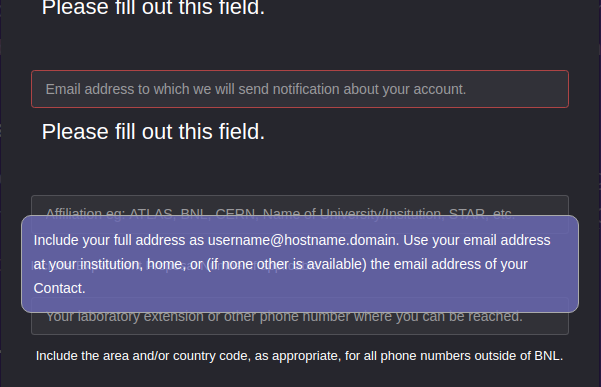 Please fill out this field.
Email address to which we will send notification about your account.
Please fill out this field.
Affiliation eg: ATLAS, BNL, CERN, Name of University/Insitution, STAR, etc.
Include your full address as username@hostname.domain. Use your email address
at your institution, home, or (if none other is available) the email address of your
Contact.
Your laboratory extension or other phone number where you can be reached.
Include the area and/or country code, as appropriate, for all phone numbers outside of BNL.